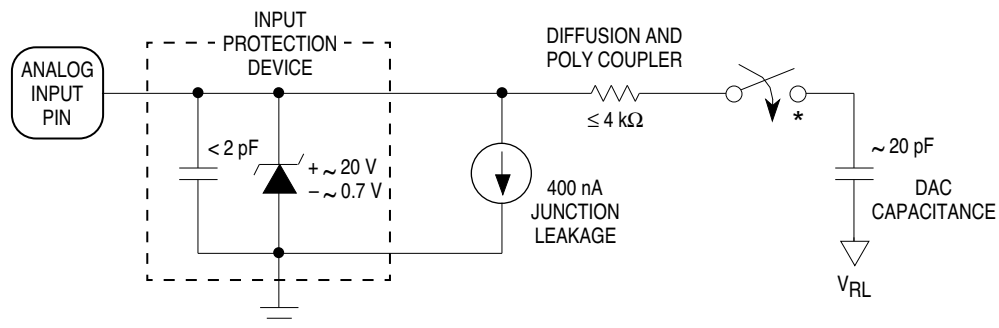 INPUT
PROTECTION
DEVICE
ANALOG
INPUT
PIN
< 2 pF
+ ~ 20 V
– ~ 0.7 V
400 nA
JUNCTION
LEAKAGE
DIFFUSION AND
POLY COUPLER
≤ 4 kΩ
*
~ 20 pF
DAC
CAPACITANCE
VRL